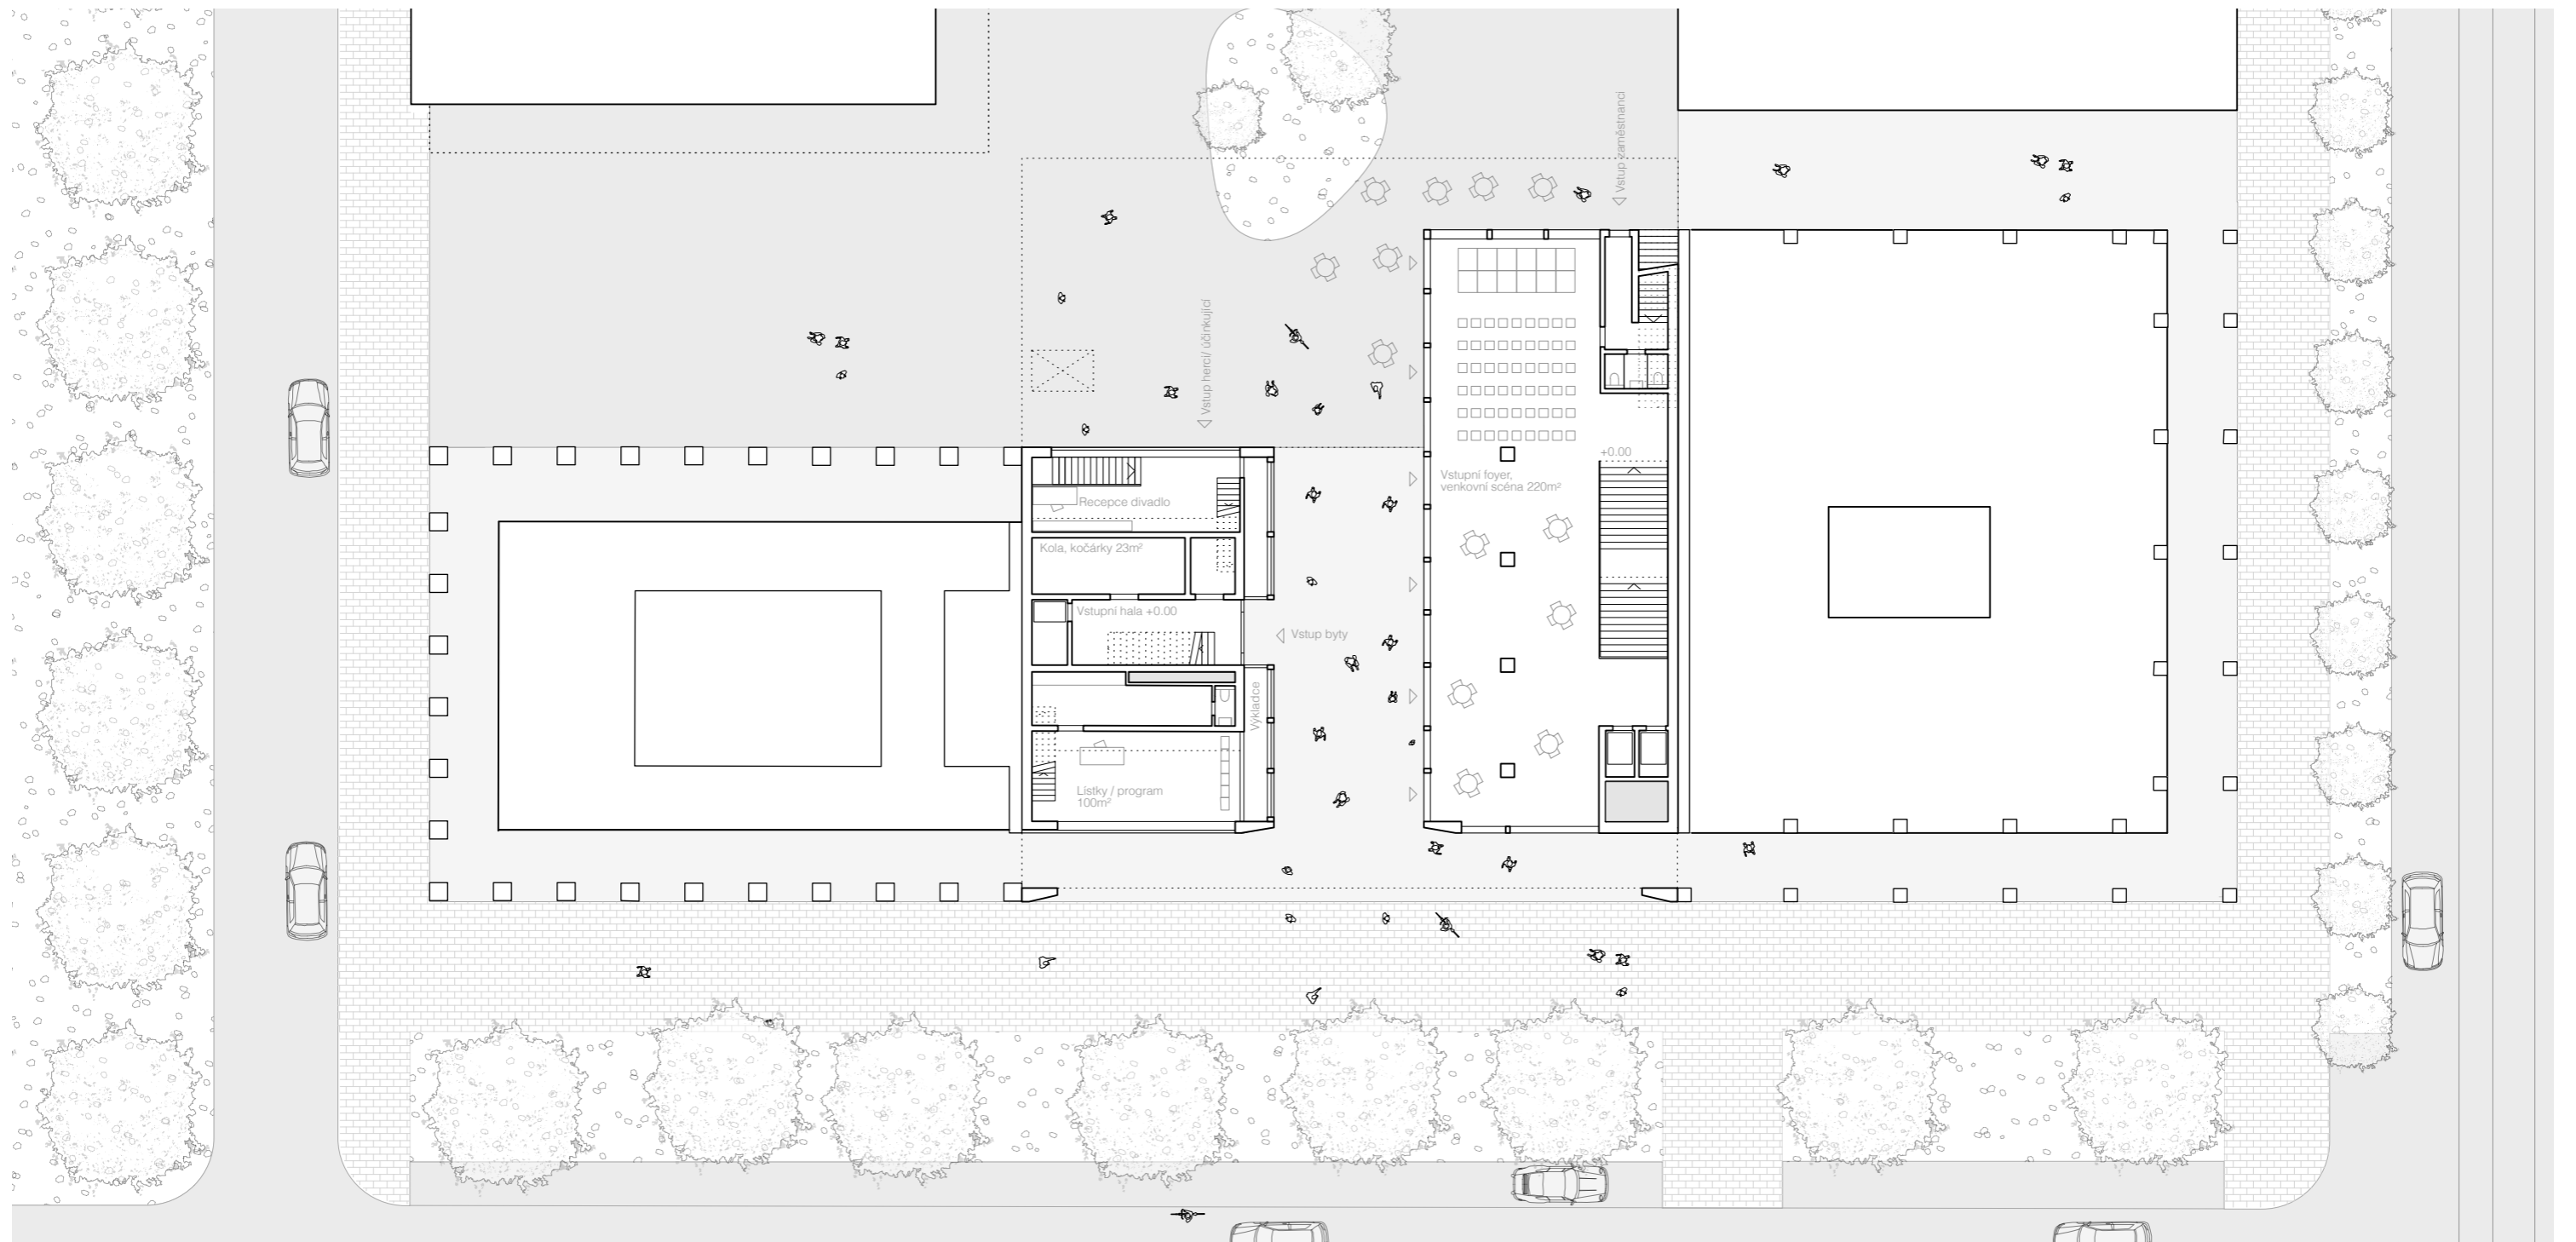 Vstup zaměstnanci
Vstup herci/ účinkující
+0.00
Vstupní foyer,
venkovní scéna 220m²
Recepce divadlo
Kola, kočárky 23m²
Vstupní hala +0.00
Vstup byty
Výkladce
Lístky / program
100m²